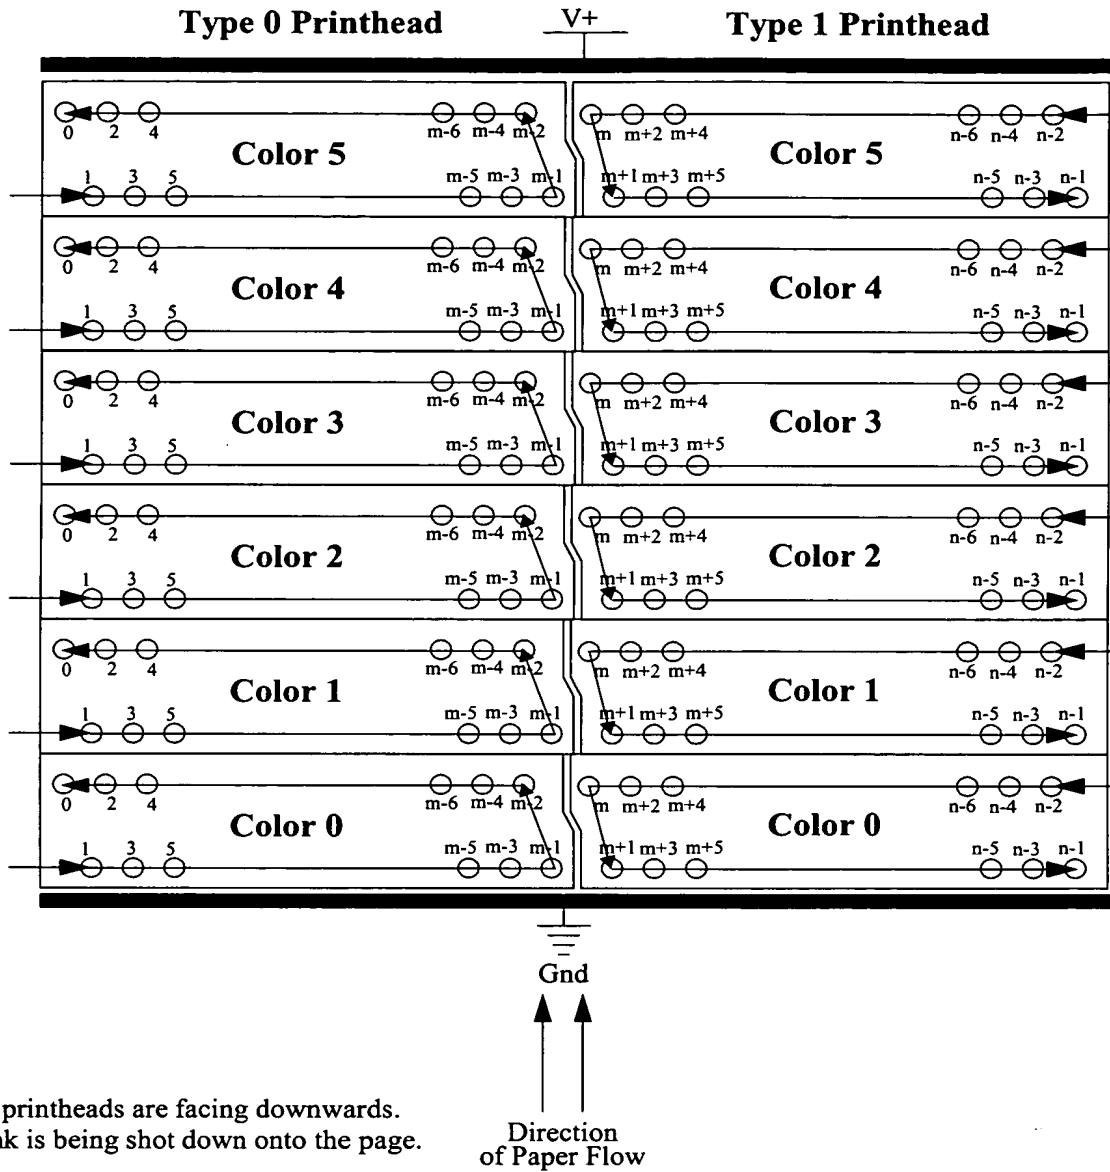 Type 0 Printhead V+ Type 1 Printhead
0 2 4 m-6 m-4 m-2 m m+2 m+4 n-6 n-4 n-2
Color 5 Color 5
1 3 5 m-5 m-3 m-1 m+1 m+3 m+5 n-5 n-3 n-1
0 2 4 m-6 m-4 m-2 m m+2 m+4 n-6 n-4 n-2
Color 4 Color 4
1 3 5 m-5 m-3 m-1 m+1 m+3 m+5 n-5 n-3 n-1
0 2 4 m-6 m-4 m-2 m m+2 m+4 n-6 n-4 n-2
Color 3 Color 3
1 3 5 m-5 m-3 m-1 m+1 m+3 m+5 n-5 n-3 n-1
0 2 4 m-6 m-4 m-2 m m+2 m+4 n-6 n-4 n-2
Color 2 Color 2
1 3 5 m-5 m-3 m-1 m+1 m+3 m+5 n-5 n-3 n-1
0 2 4 m-6 m-4 m-2 m m+2 m+4 n-6 n-4 n-2
Color 1 Color 1
1 3 5 m-5 m-3 m-1 m+1 m+3 m+5 n-5 n-3 n-1
0 2 4 m-6 m-4 m-2 m m+2 m+4 n-6 n-4 n-2
Color 0 Color 0
1 3 5 m-5 m-3 m-1 m+1 m+3 m+5 n-5 n-3 n-1
Gnd
printheads are facing downwards.
nk is being shot down onto the page.
Direction
of Paper Flow